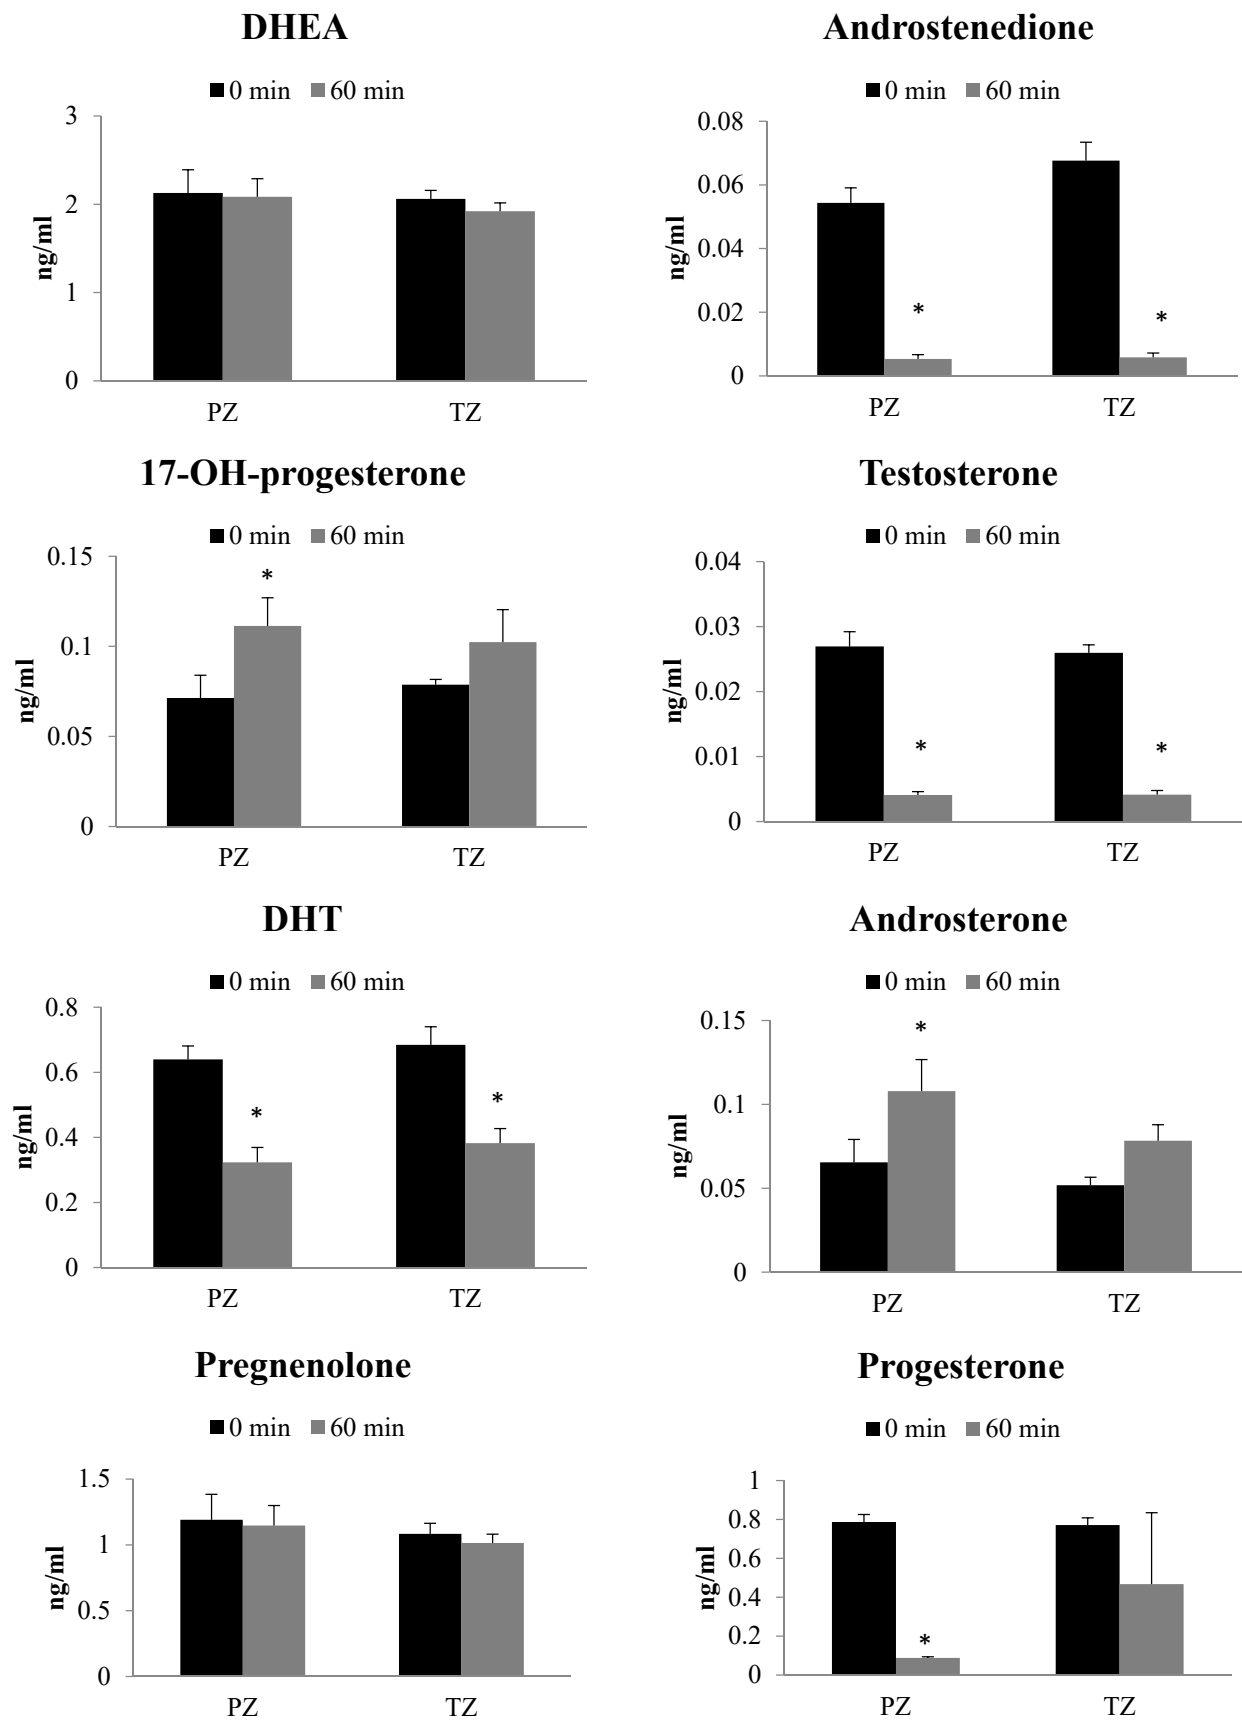 DHEA
■ 0 min ■ 60 min
3
2
1
0
ng/ml
PZ TZ
Androstenedione
■ 0 min ■ 60 min
0.08
0.06
0.04
0.02
0
ng/ml
*
*
PZ TZ
17-OH-progesterone
■ 0 min ■ 60 min
0.15
0.1
0.05
0
ng/ml
*
PZ TZ
Testosterone
■ 0 min ■ 60 min
0.04
0.03
0.02
0.01
0
ng/ml
*
*
PZ TZ
DHT
■ 0 min ■ 60 min
0.8
0.6
0.4
0.2
0
ng/ml
*
*
PZ TZ
Androsterone
■ 0 min ■ 60 min
0.15
0.1
0.05
0
ng/ml
*
PZ TZ
Pregnenolone
■ 0 min ■ 60 min
1.5
1
0.5
0
ng/ml
PZ TZ
Progesterone
■ 0 min ■ 60 min
1
0.8
0.6
0.4
0.2
0
ng/ml
*
PZ TZ